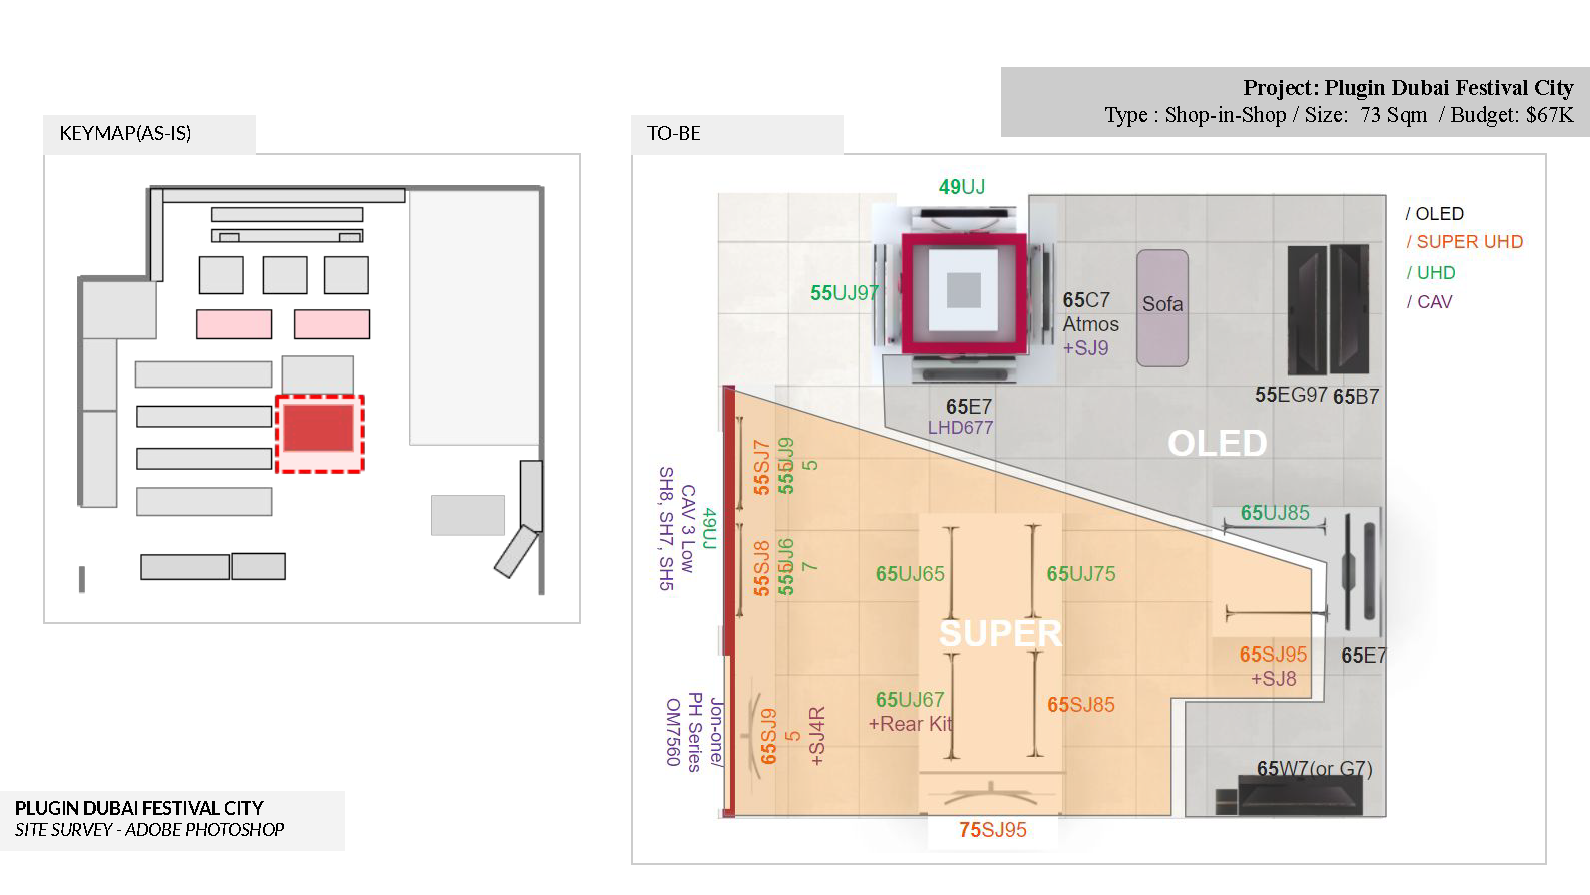 Project: Plugin Dubai Festival City
Type : Shop-in-Shop / Size: 73 Sqm / Budget: $67K
KEYMAP(AS-IS)
TO-BE
49UJ
/ OLED
/ SUPER UHD
/ UHD
/ CAV
55UJ97
65C7
Atmos
+SJ9
Sofa
55EG97
65B7
65E7
LHD677
OLED
55SJ7
555UJ9
5
49UJ
CAV 3 Low
SH8, SH7, SH5
55SJ8
555UJ6
7
65UJ85
65UJ65
65UJ75
SUPER
65SJ95
+SJ8
65E7
65UJ67
+Rear Kit
65SJ85
Jon-one/
PH Series
OM7560
65SJ9
5
+SJ4R
65W7(or G7)
75SJ95
PLUGIN DUBAI FESTIVAL CITY
SITE SURVEY - ADOBE PHOTOSHOP